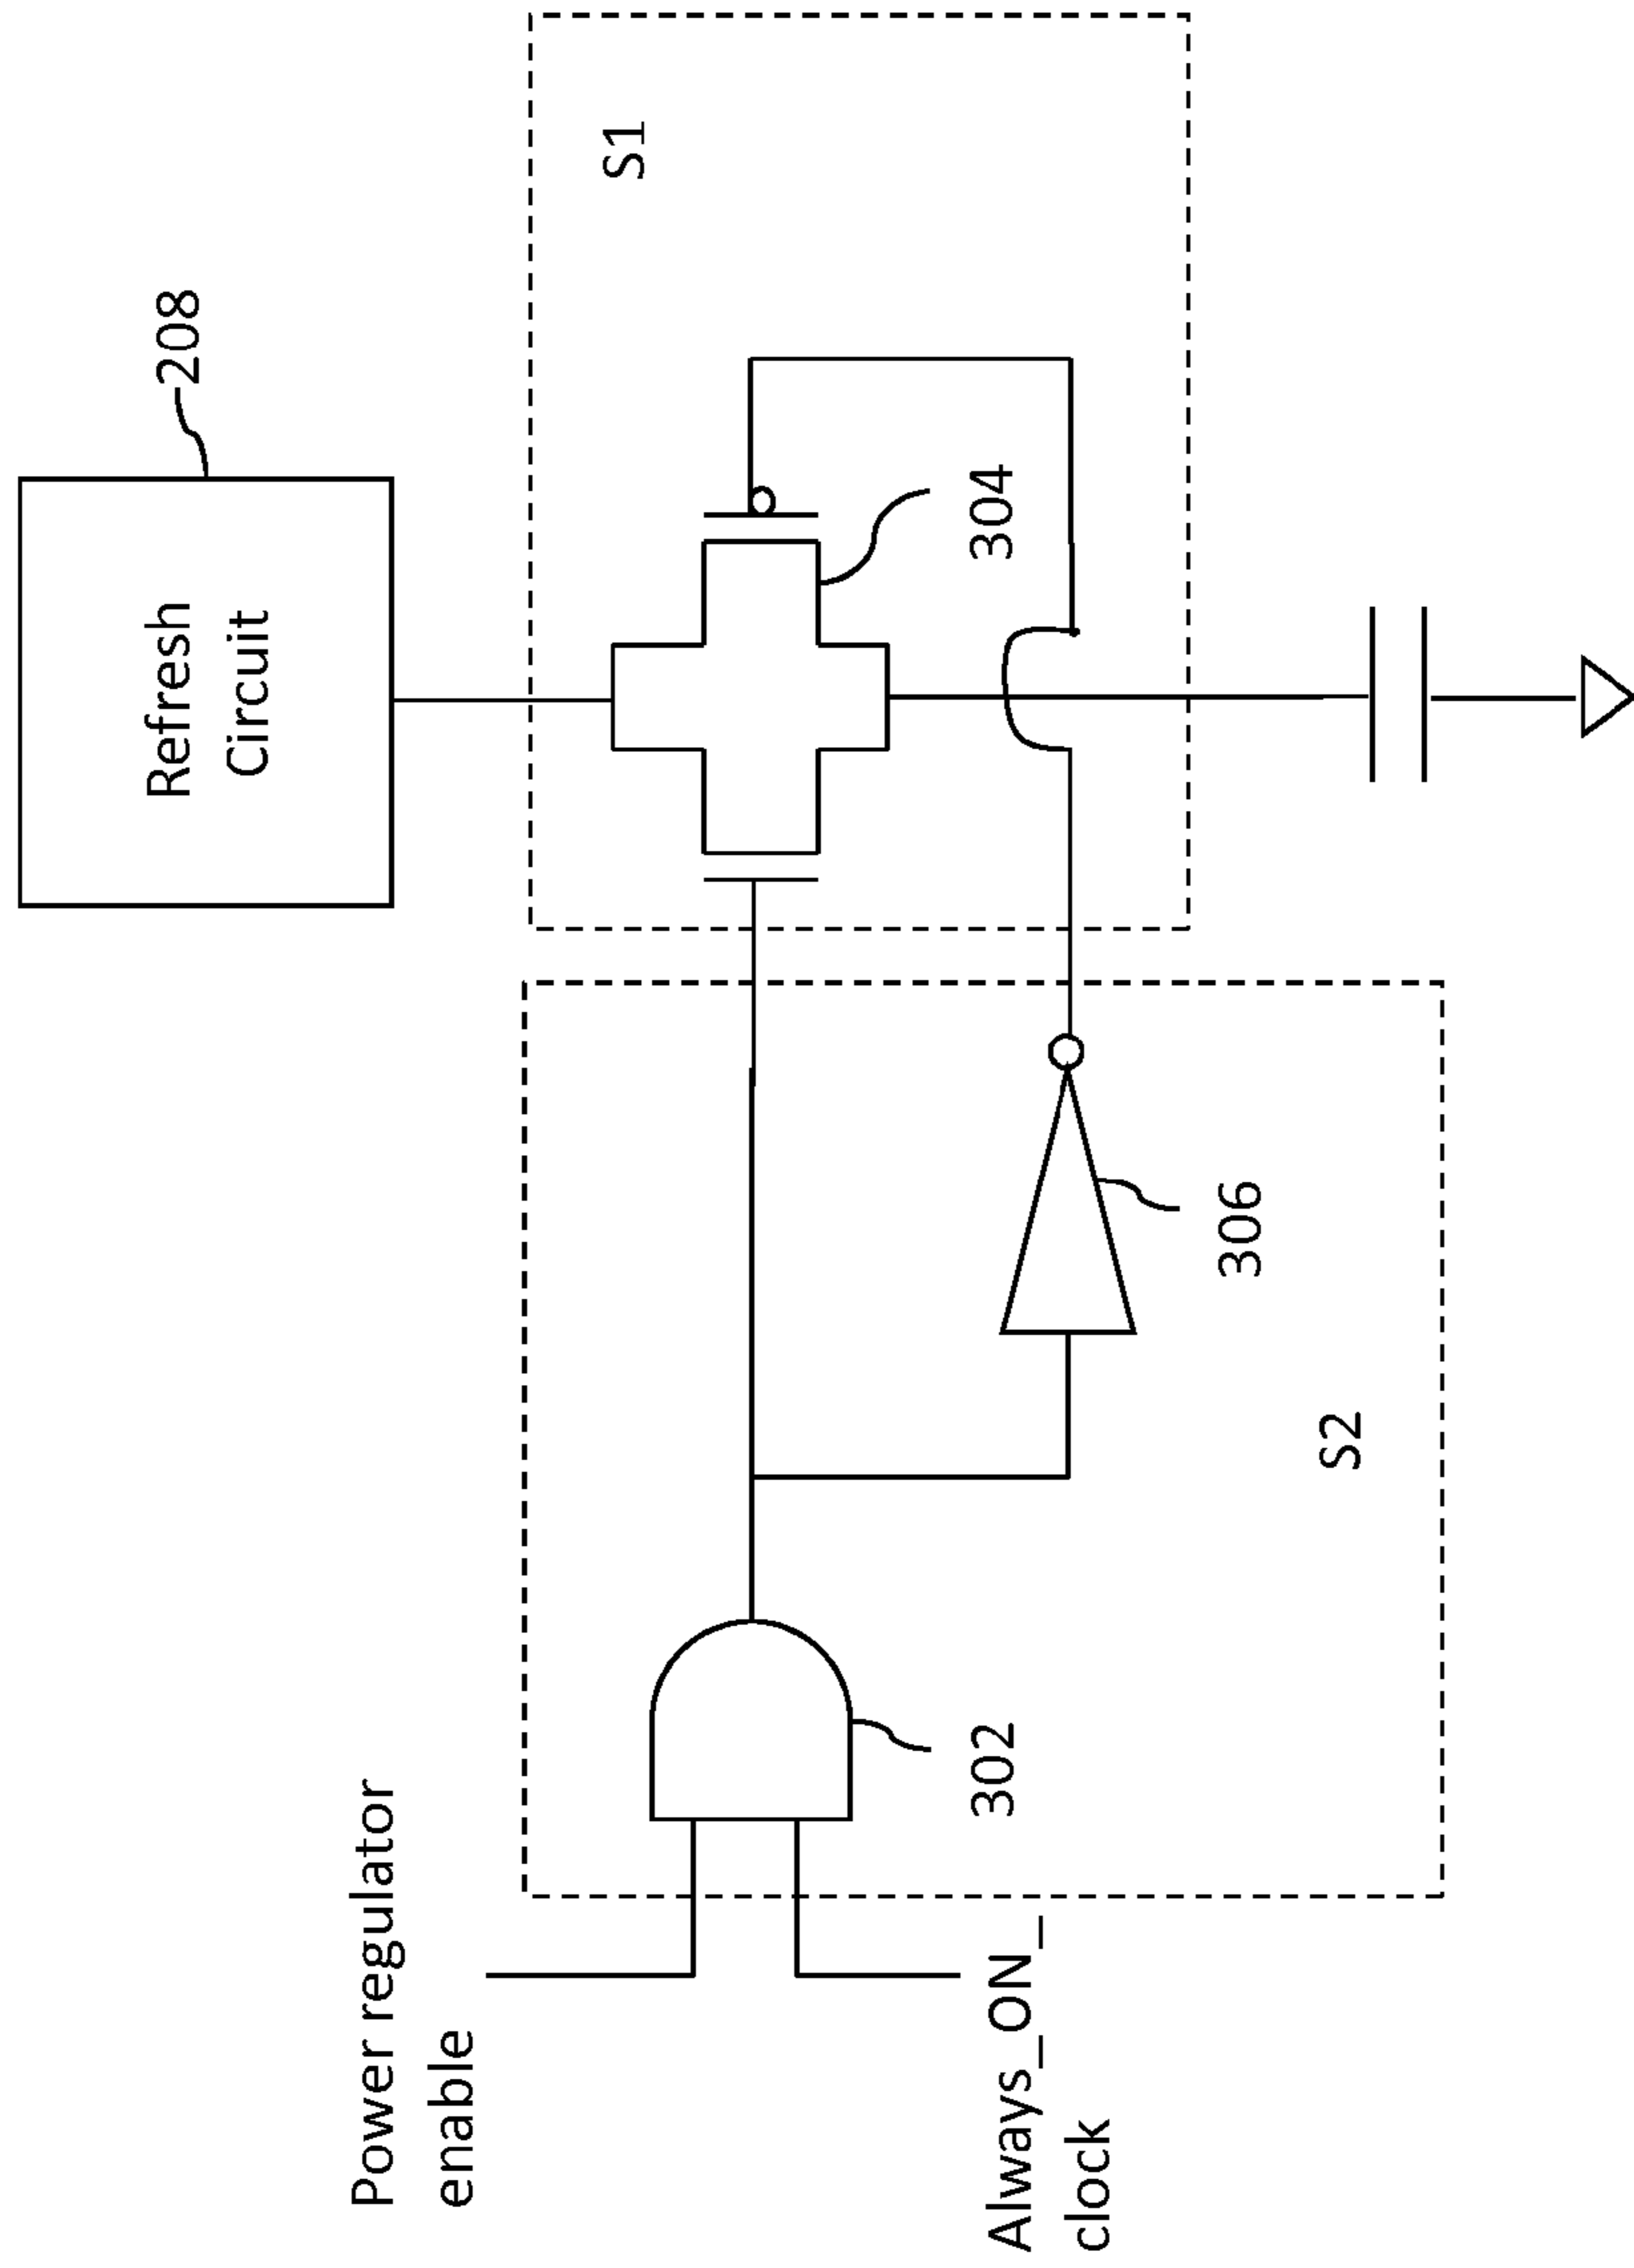 Refresh
Circuit
208
S1
304
Power regulator
enable
302
306
S2
Always_ON_
clock